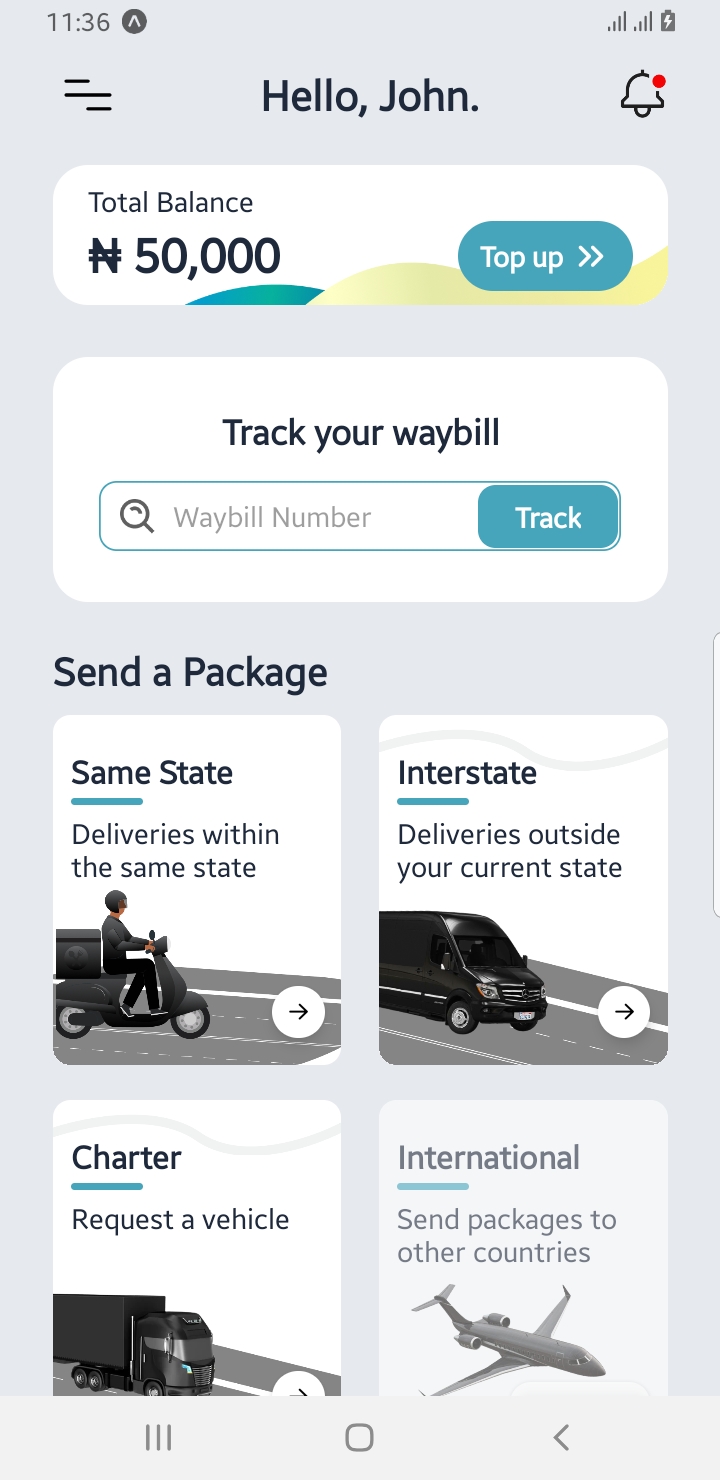 11:36
Hello, John.
Total Balance
₦ 50,000
Top up
Track your waybill
Waybill Number
Track
Send a Package
Same State
Deliveries within
the same state
Interstate
Deliveries outside
your current state
Charter
Request a vehicle
International
Send packages to
other countries